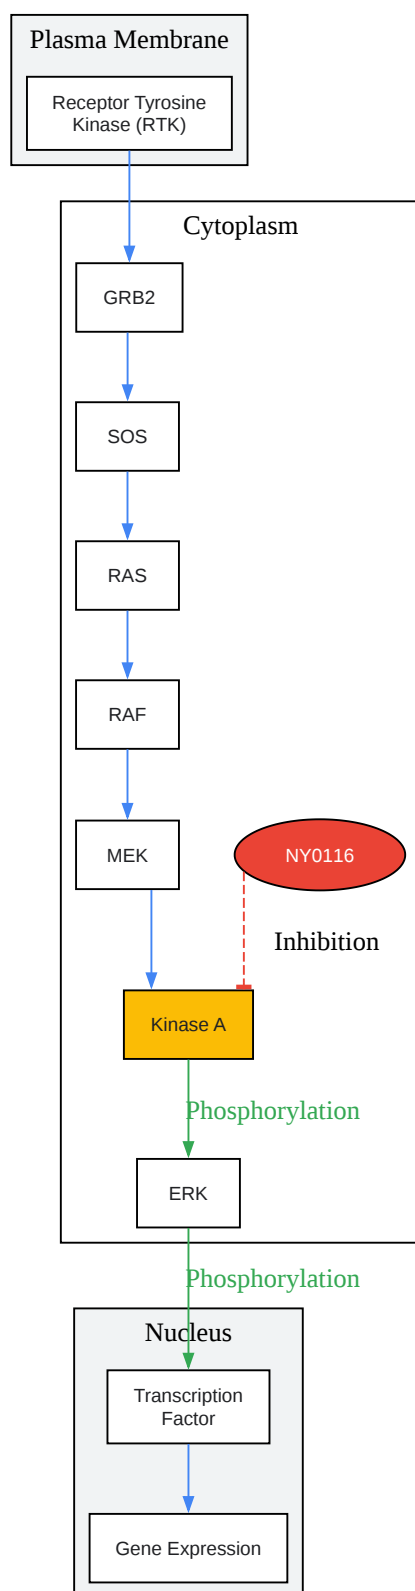 Plasma Membrane
Receptor Tyrosine
Kinase (RTK)
Cytoplasm
GRB2
SOS
RAS
RAF
MEK
NY0116
Inhibition
Kinase A
Phosphorylation
ERK
Phosphorylation
Nucleus
Transcription
Factor
Gene Expression